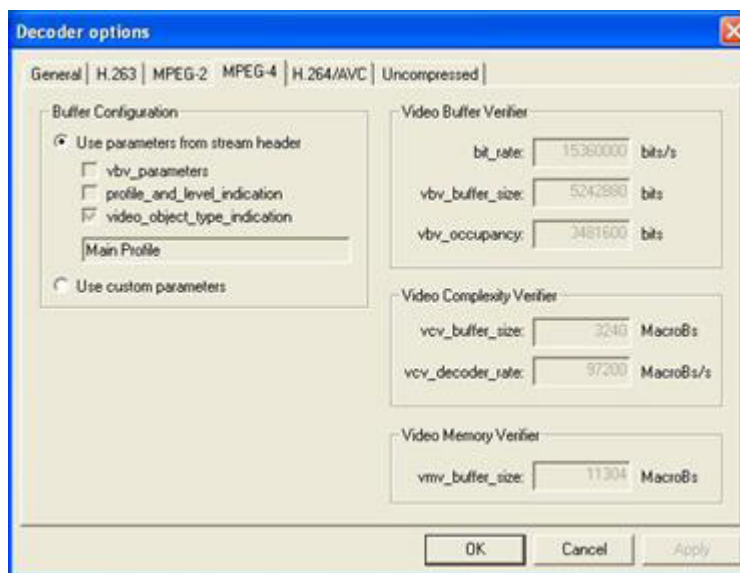 Decoder options
General H.263 MPEG-2 MPEG-4 H.264/AVC Uncompressed
Buffer Configuration
Use parameters from stream header
vbv_parameters
profile_and_level_indication
video_object_type_indication
Main Profile
Use custom parameters
Video Buffer Verifier
bit_rate: 15360000 bits/s
vbv_buffer_size: 5242880 bits
vbv_occupancy: 3481600 bits
Video Complexity Verifier
vcv_buffer_size: 3240 MacroBs
vcv_decoder_rate: 97200 MacroBs/s
Video Memory Verifier
vmv_buffer_size: 11304 MacroBs
OK Cancel Apply